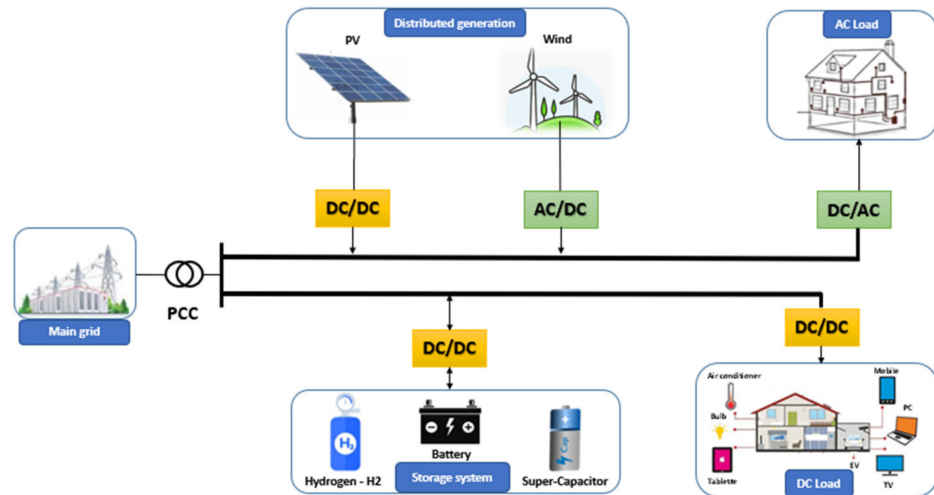 Distributed generation
PV
Wind
AC Load
DC/DC
AC/DC
DC/AC
Main grid
PCC
DC/DC
DC/DC
H2
Hydrogen - H2
Battery
Cap
Super-Capacitor
Storage system
Air conditioner
Mobile
Bulb
PC
Tablette
EV
TV
DC Load